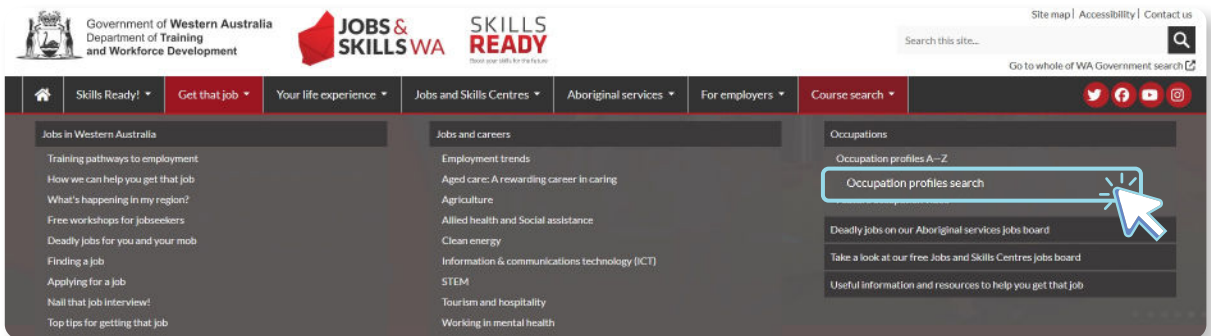 Government of Western Australia
Department of Training
and Workforce Development
JOBS &
SKILLS WA
SKILLS
READY
Boost your skills for the future
Site map | Accessibility | Contact us
Search this site...
Go to whole of WA Government search
Skills Ready!
Get that job
Your life experience
Jobs and Skills Centres
Aboriginal services
For employers
Course search
Jobs in Western Australia
Training pathways to employment
How we can help you get that job
What's happening in my region?
Free workshops for jobseekers
Deadly jobs for you and your mob
Finding a job
Applying for a job
Nail that job interview!
Top tips for getting that job
Jobs and careers
Employment trends
Aged care: A rewarding career in caring
Agriculture
Allied health and Social assistance
Clean energy
Information & communications technology (ICT)
STEM
Tourism and hospitality
Working in mental health
Occupations
Occupation profiles A—Z
Occupation profiles search
Deadly jobs on our Aboriginal services jobs board
Take a look at our free Jobs and Skills Centres jobs board
Useful information and resources to help you get that job